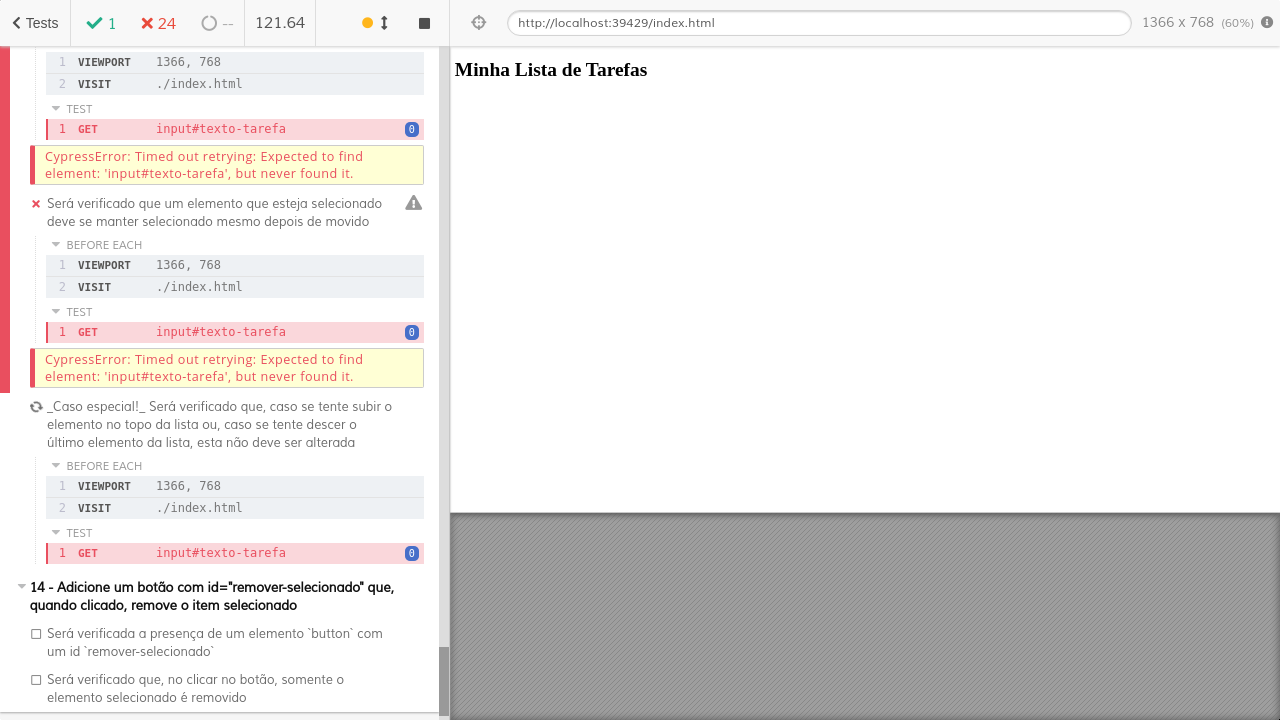 Tests
1
24
--
121.64
http://localhost:39429/index.html
1366 x 768 (60%)
1 VIEWPORT 1366, 768
2 VISIT ./index.html
TEST
1 GET input#texto-tarefa 0
CypressError: Timed out retrying: Expected to find
element: 'input#texto-tarefa', but never found it.
Será verificado que um elemento que esteja selecionado
deve se manter selecionado mesmo depois de movido
BEFORE EACH
1 VIEWPORT 1366, 768
2 VISIT ./index.html
TEST
1 GET input#texto-tarefa 0
CypressError: Timed out retrying: Expected to find
element: 'input#texto-tarefa', but never found it.
_Caso especial!_ Será verificado que, caso se tente subir o
elemento no topo da lista ou, caso se tente descer o
último elemento da lista, esta não deve ser alterada
BEFORE EACH
1 VIEWPORT 1366, 768
2 VISIT ./index.html
TEST
1 GET input#texto-tarefa 0
14 - Adicione um botão com id="remover-selecionado" que,
quando clicado, remove o item selecionado
Será verificada a presença de um elemento `button` com
um id `remover-selecionado`
Será verificado que, no clicar no botão, somente o
elemento selecionado é removido
Minha Lista de Tarefas